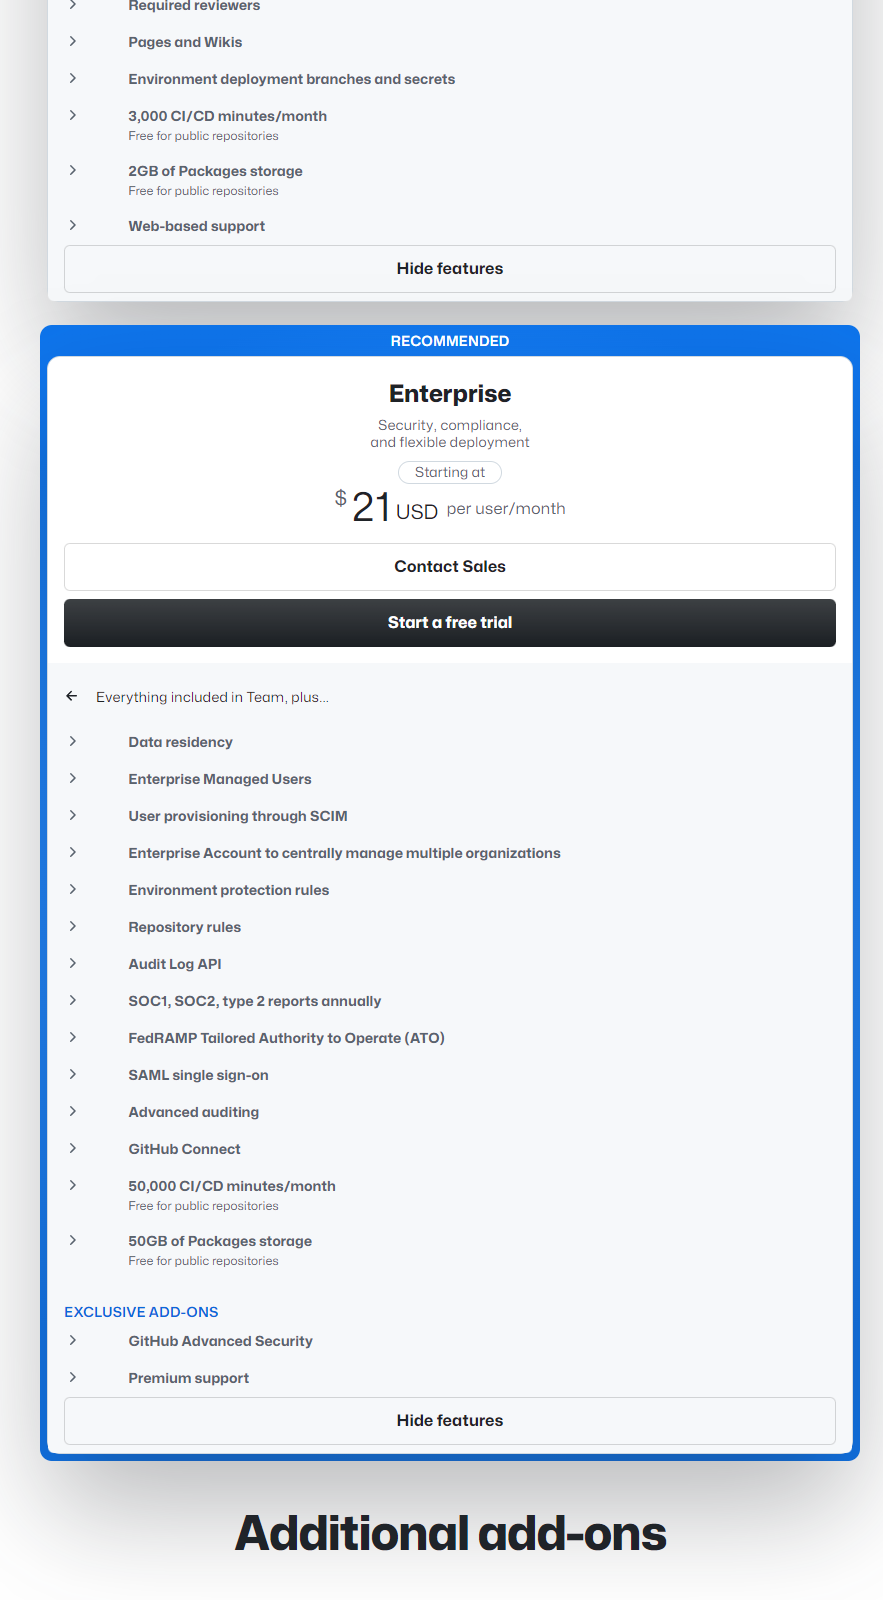 Required reviewers
Pages and Wikis
Environment deployment branches and secrets
3,000 CI/CD minutes/month
Free for public repositories
2GB of Packages storage
Free for public repositories
Web-based support
Hide features
RECOMMENDED
Enterprise
Security, compliance,
and flexible deployment
Starting at
$ 21 USD per user/month
Contact Sales
Start a free trial
Everything included in Team, plus...
Data residency
Enterprise Managed Users
User provisioning through SCIM
Enterprise Account to centrally manage multiple organizations
Environment protection rules
Repository rules
Audit Log API
SOC1, SOC2, type 2 reports annually
FedRAMP Tailored Authority to Operate (ATO)
SAML single sign-on
Advanced auditing
GitHub Connect
50,000 CI/CD minutes/month
Free for public repositories
50GB of Packages storage
Free for public repositories
EXCLUSIVE ADD-ONS
GitHub Advanced Security
Premium support
Hide features
Additional add-ons